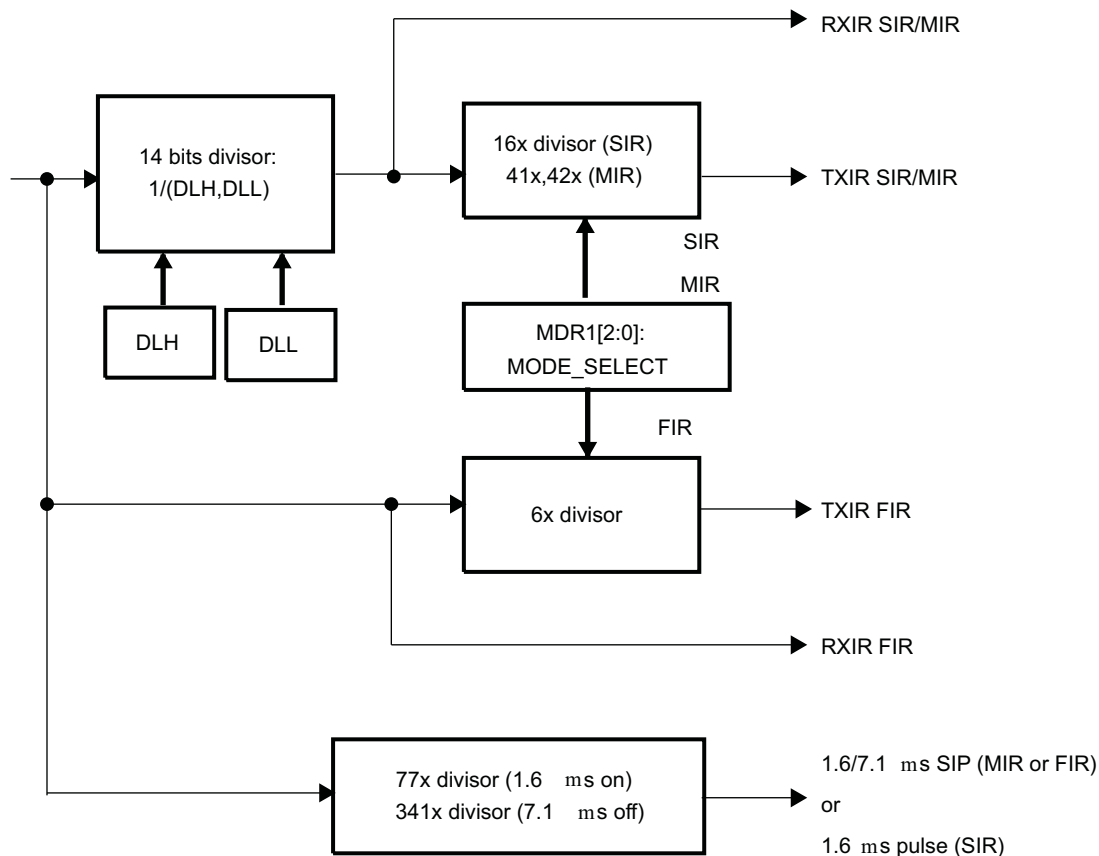 RXIR SIR/MIR
14 bits divisor:
1/(DLH,DLL)
16x divisor (SIR)
41x,42x (MIR)
TXIR SIR/MIR
SIR
MIR
DLH
DLL
MDR1[2:0]:
MODE_SELECT
FIR
6x divisor
TXIR FIR
RXIR FIR
77x divisor (1.6 ms on)
341x divisor (7.1 ms off)
1.6/7.1 ms SIP (MIR or FIR)
or
1.6 ms pulse (SIR)